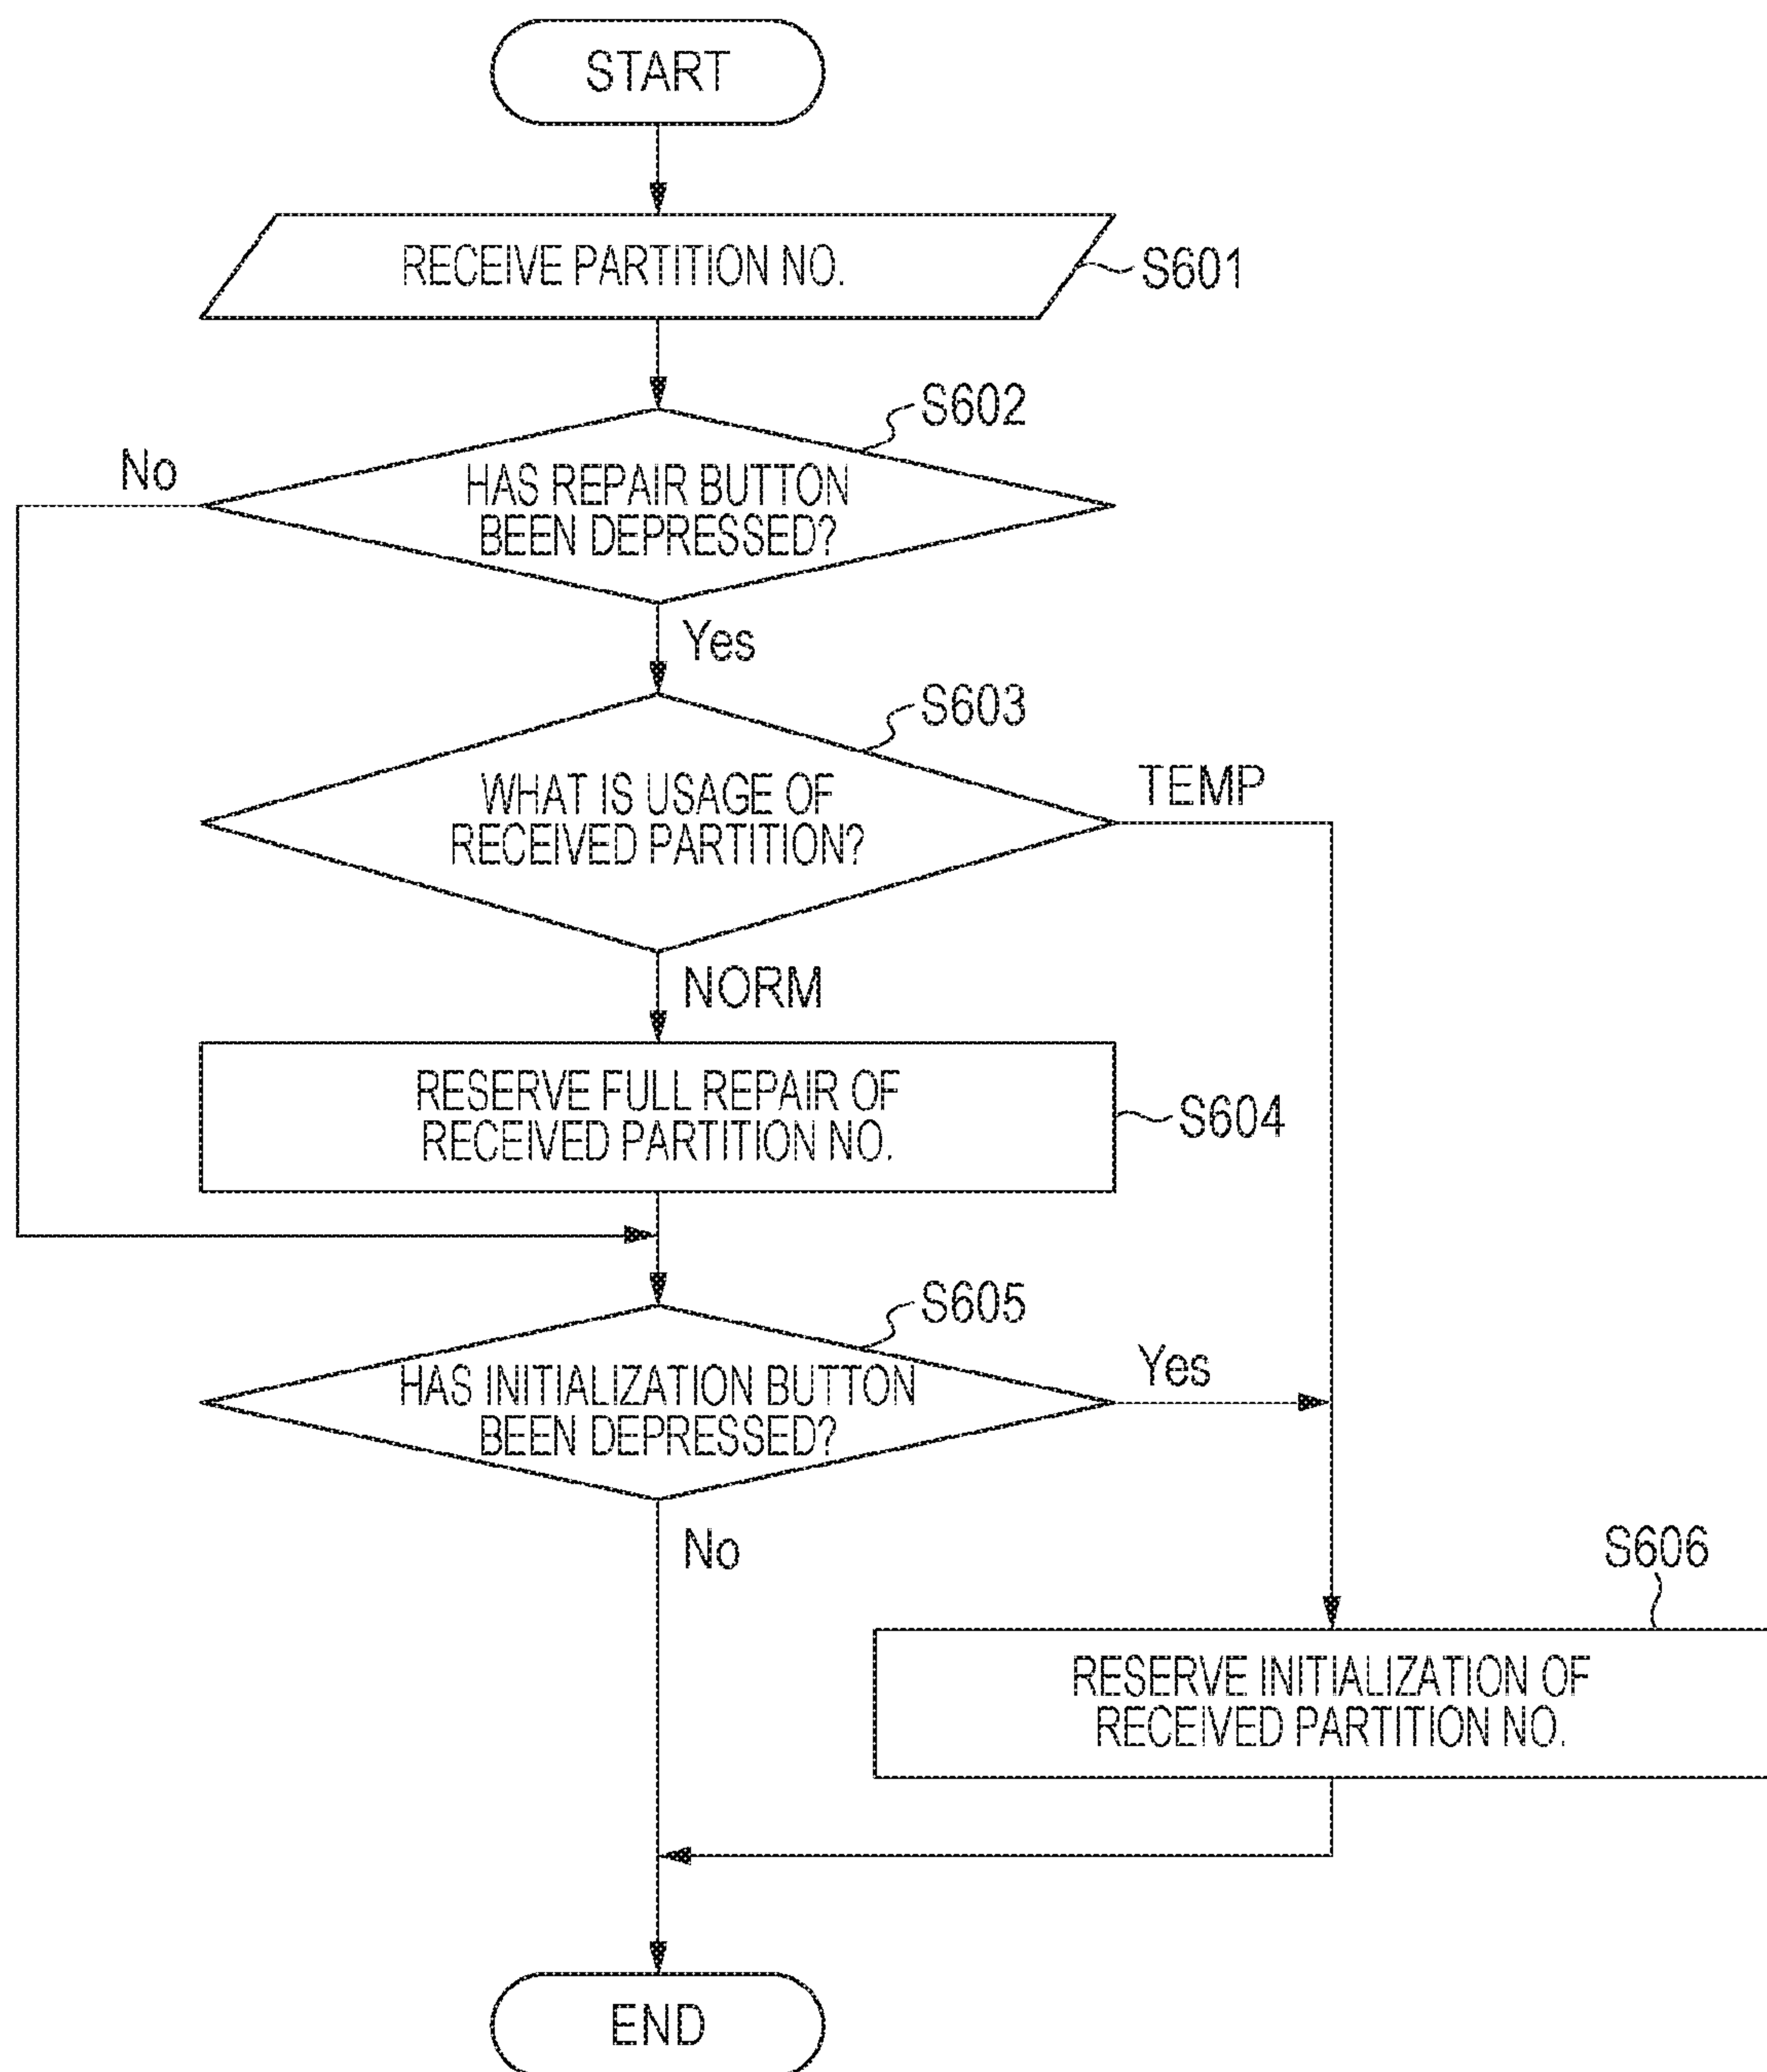 START
RECEIVE PARTITION NO.
S601
S602
No
HAS REPAIR BUTTON
BEEN DEPRESSED?
Yes
S603
WHAT IS USAGE OF
RECEIVED PARTITION?
TEMP
NORM
RESERVE FULL REPAIR OF
RECEIVED PARTITION NO.
S604
S605
HAS INITIALIZATION BUTTON
BEEN DEPRESSED?
Yes
No
S606
RESERVE INITIALIZATION OF
RECEIVED PARTITION NO.
END